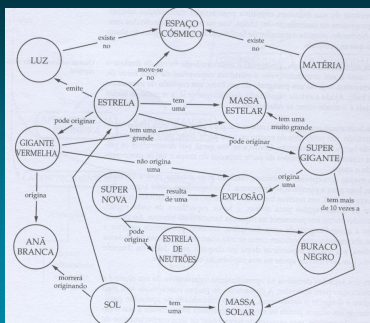 ESPAÇO
CÓSMICO
existe
no
existe
no
LUZ
move-se
no
MATÉRIA
emite
ESTRELA
tem
uma
MASSA
ESTELAR
pode originar
tem uma
grande
tem uma
muito grande
GIGANTE
VERMELHA
pode originar
SUPER
GIGANTE
não origina
uma
origina
uma
SUPER
NOVA
resulta
de uma
EXPLOSÃO
tem mais
de 10 vezes a
origina
pode
originar
ESTRELA
DE
NEUTRÕES
BURACO
NEGRO
ANÃ
BRANCA
morrerá
originando
SOL
tem
uma
MASSA
SOLAR